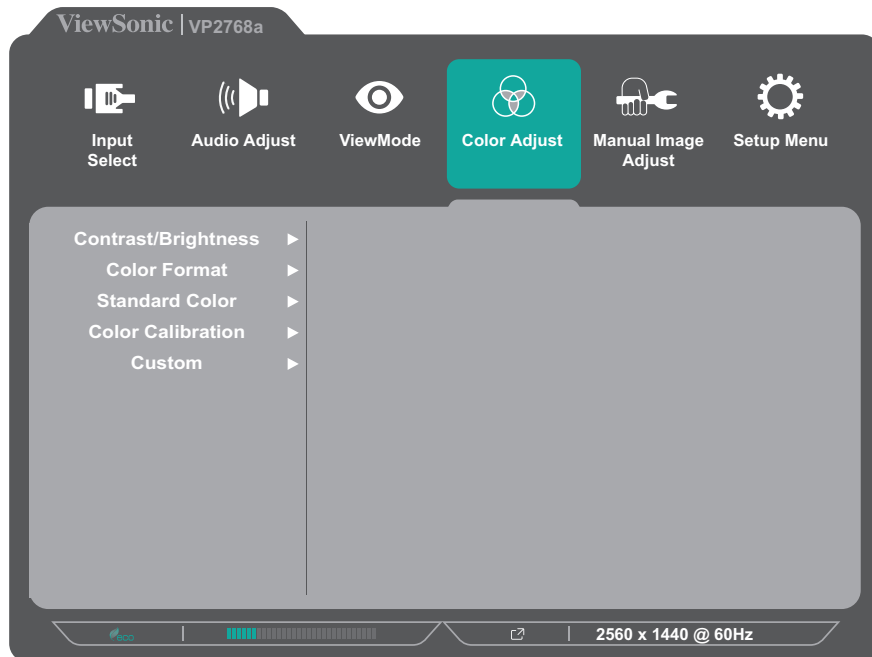 ViewSonic | VP2768a
Input Select
Audio Adjust
ViewMode
Color Adjust
Manual Image Adjust
Setup Menu
Contrast/Brightness
Color Format
Standard Color
Color Calibration
Custom
eco
2560 x 1440 @ 60Hz